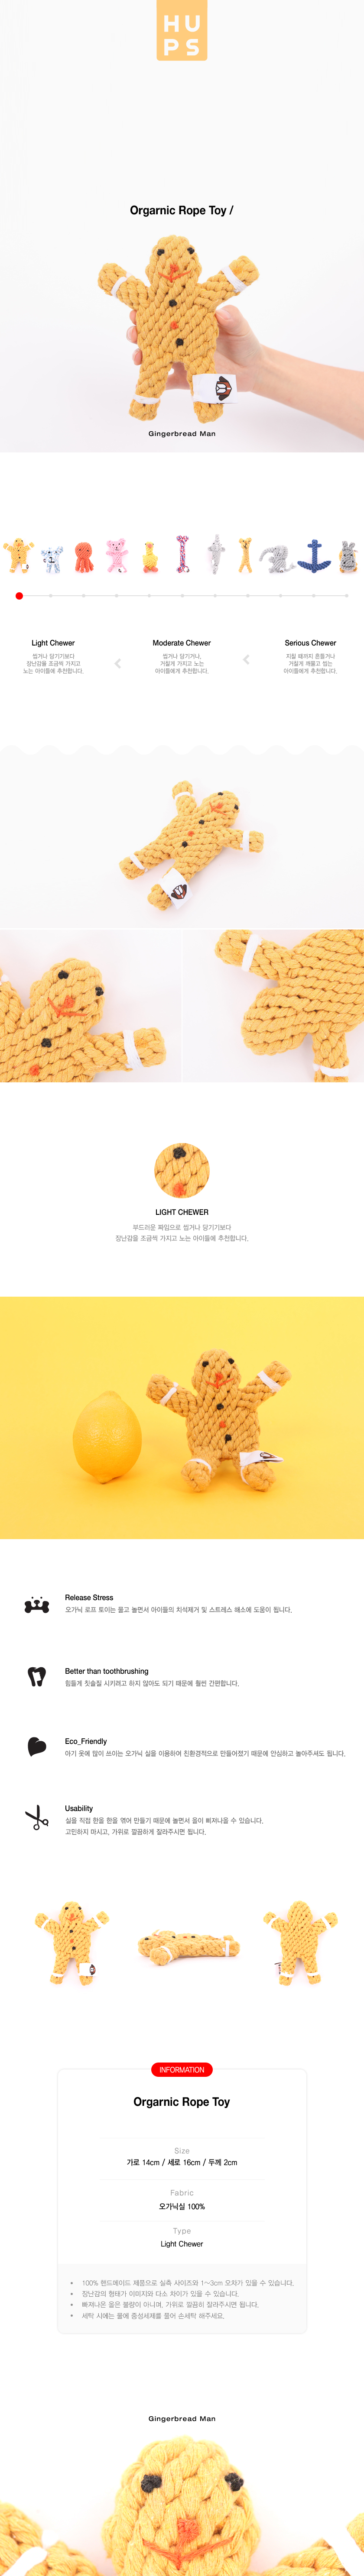 HU
PS
Orgarnic Rope Toy /
Gingerbread Man
Light Chewer
씹거나 당기기보다
장난감을 조금씩 가지고
노는 아이들에 추천합니다.
Moderate Chewer
씹거나 당기거나,
거칠게 가지고 노는
아이들에게 추천합니다.
Serious Chewer
지칠 때까지 흔들거나
거칠게 깨물고 씹는
아이들에게 추천합니다.
LIGHT CHEWER
부드러운 짜임으로 씹거나 당기기보다
장난감을 조금씩 가지고 노는 아이들에 추천합니다.
Release Stress
오가닉 로프 토이는 물고 놀면서 아이들의 치석제거 및 스트레스 해소에 도움이 됩니다.
Better than toothbrushing
힘들게 칫솔질 시키려고 하지 않아도 되기 때문에 훨씬 간편합니다.
Eco_Friendly
아기 옷에 많이 쓰이는 오가닉 실을 이용하여 친환경적으로 만들어졌기 때문에 안심하고 놀아주셔도 됩니다.
Usability
실을 직접 한올 한올 엮어 만들기 때문에 놀면서 올이 삐져나올 수 있습니다.
고민하지 마시고, 가위로 깔끔하게 잘라주시면 됩니다.
INFORMATION
Orgarnic Rope Toy
Size
가로 14cm / 세로 16cm / 두께 2cm
Fabric
오가닉실 100%
Type
Light Chewer
• 100% 핸드메이드 제품으로 실측 사이즈와 1~3cm 오차가 있을 수 있습니다.
• 장난감의 형태가 이미지와 다소 차이가 있을 수 있습니다.
• 삐져나온 올은 불량이 아니며, 가위로 깔끔히 잘라주시면 됩니다.
• 세탁 시에는 물에 중성세제를 풀어 손세탁 해주세요.
Gingerbread Man